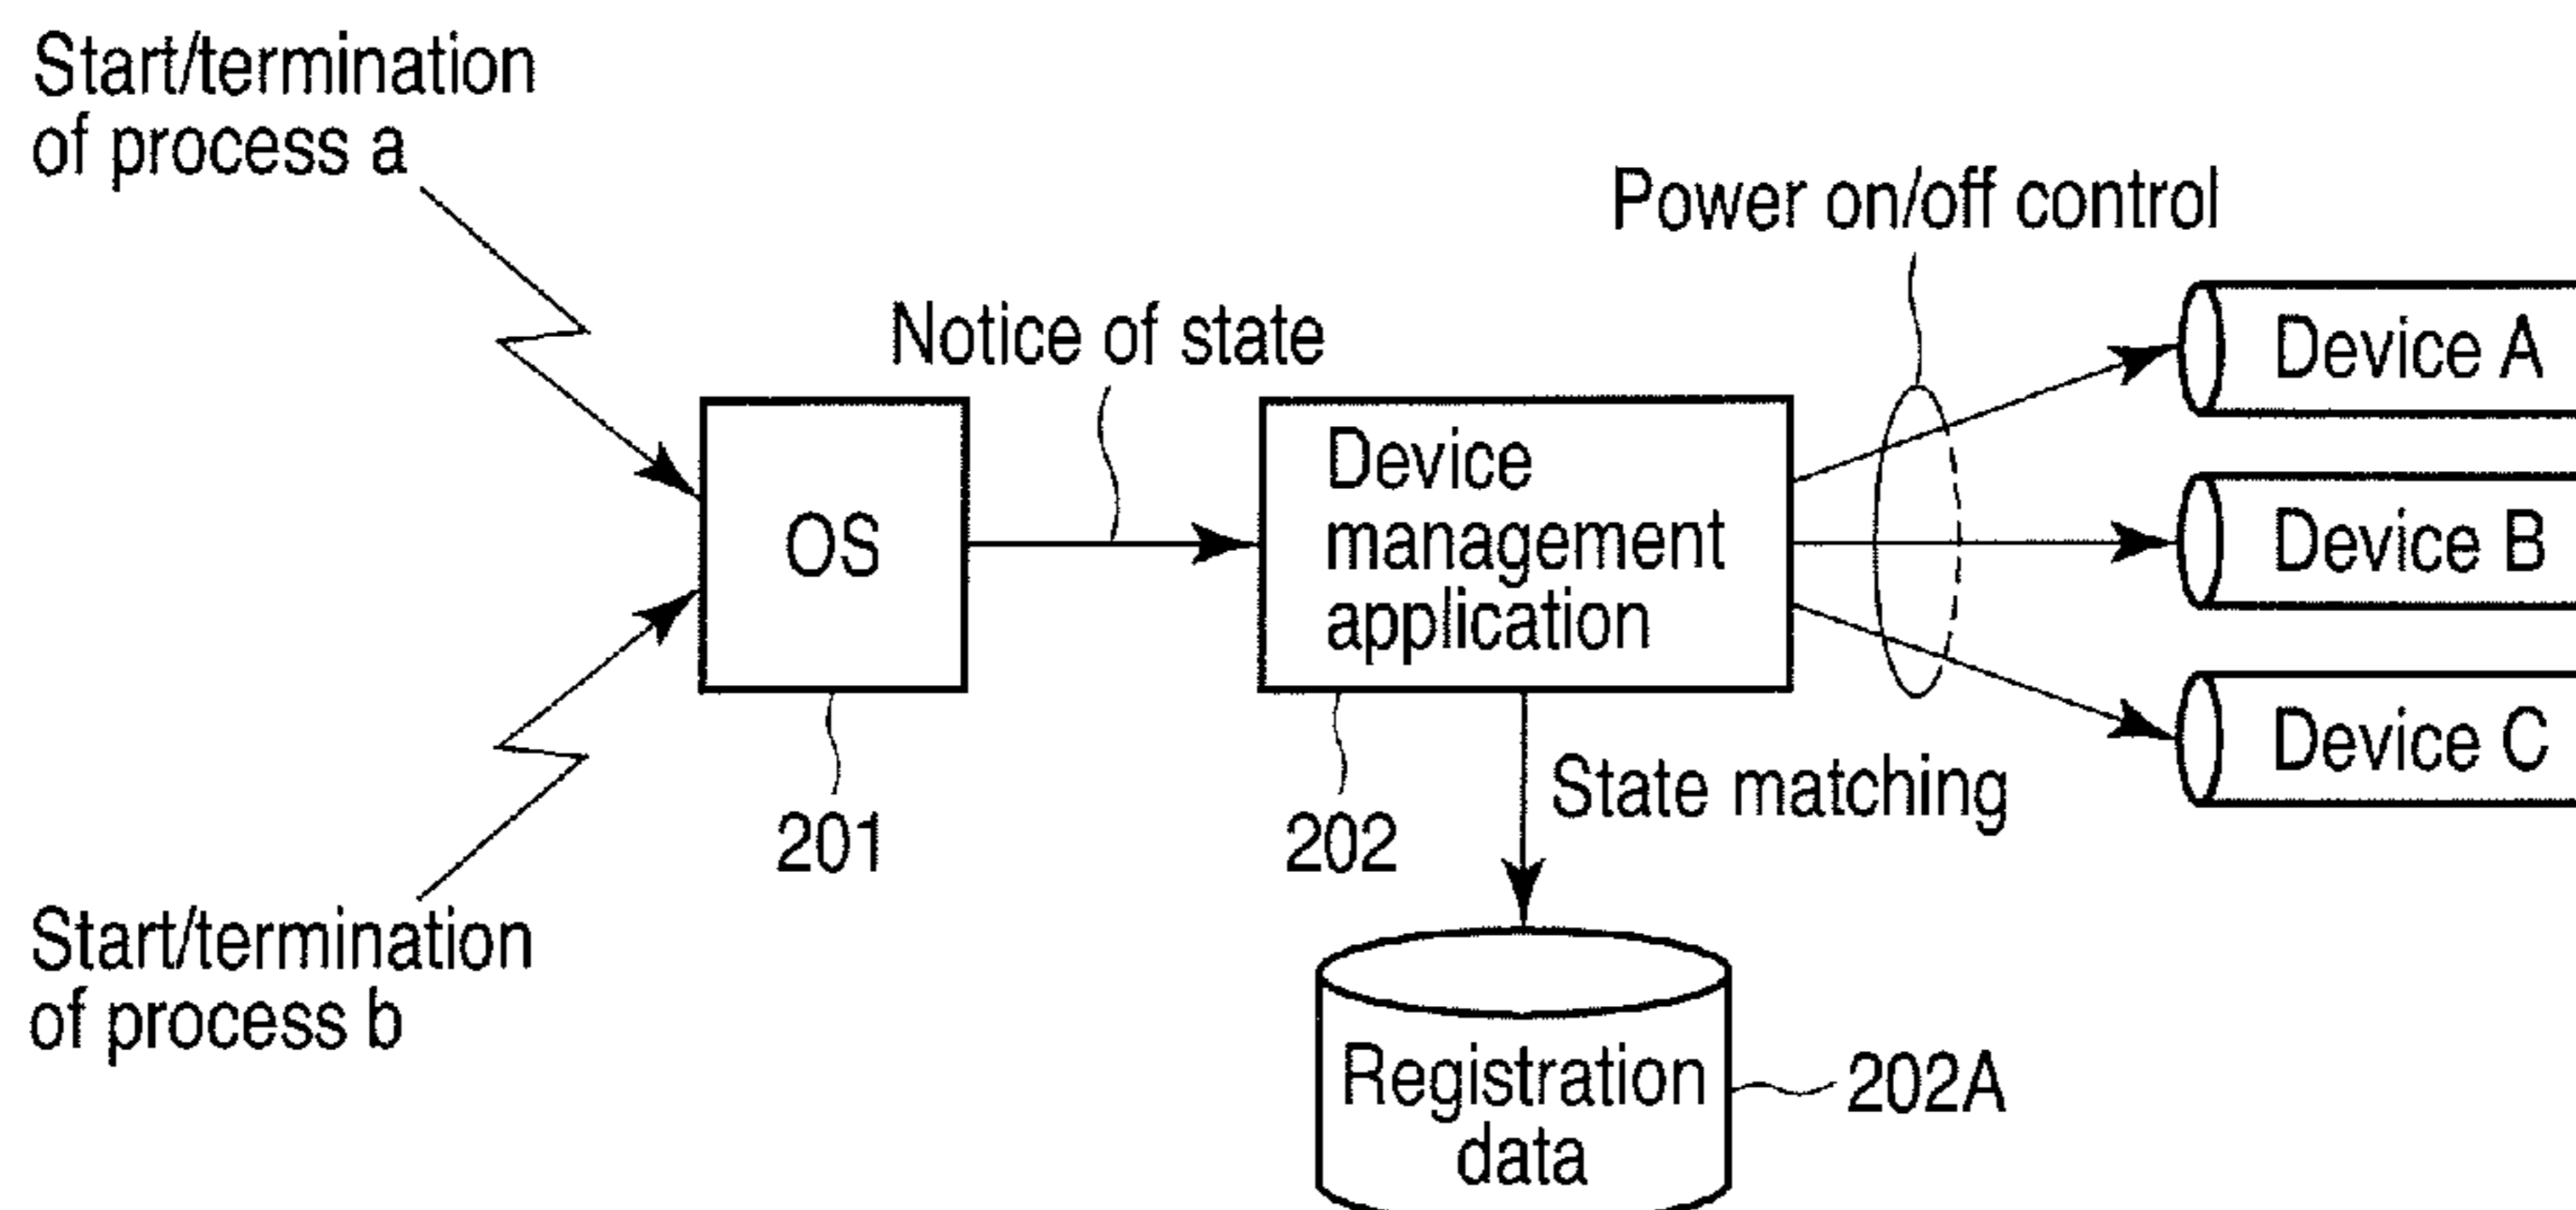 Start/termination
of process a
Power on/off control
Notice of state
Device A
Device
management
application
OS
Device B
Device C
State matching
201
202
Start/termination
of process b
Registration
data
202A